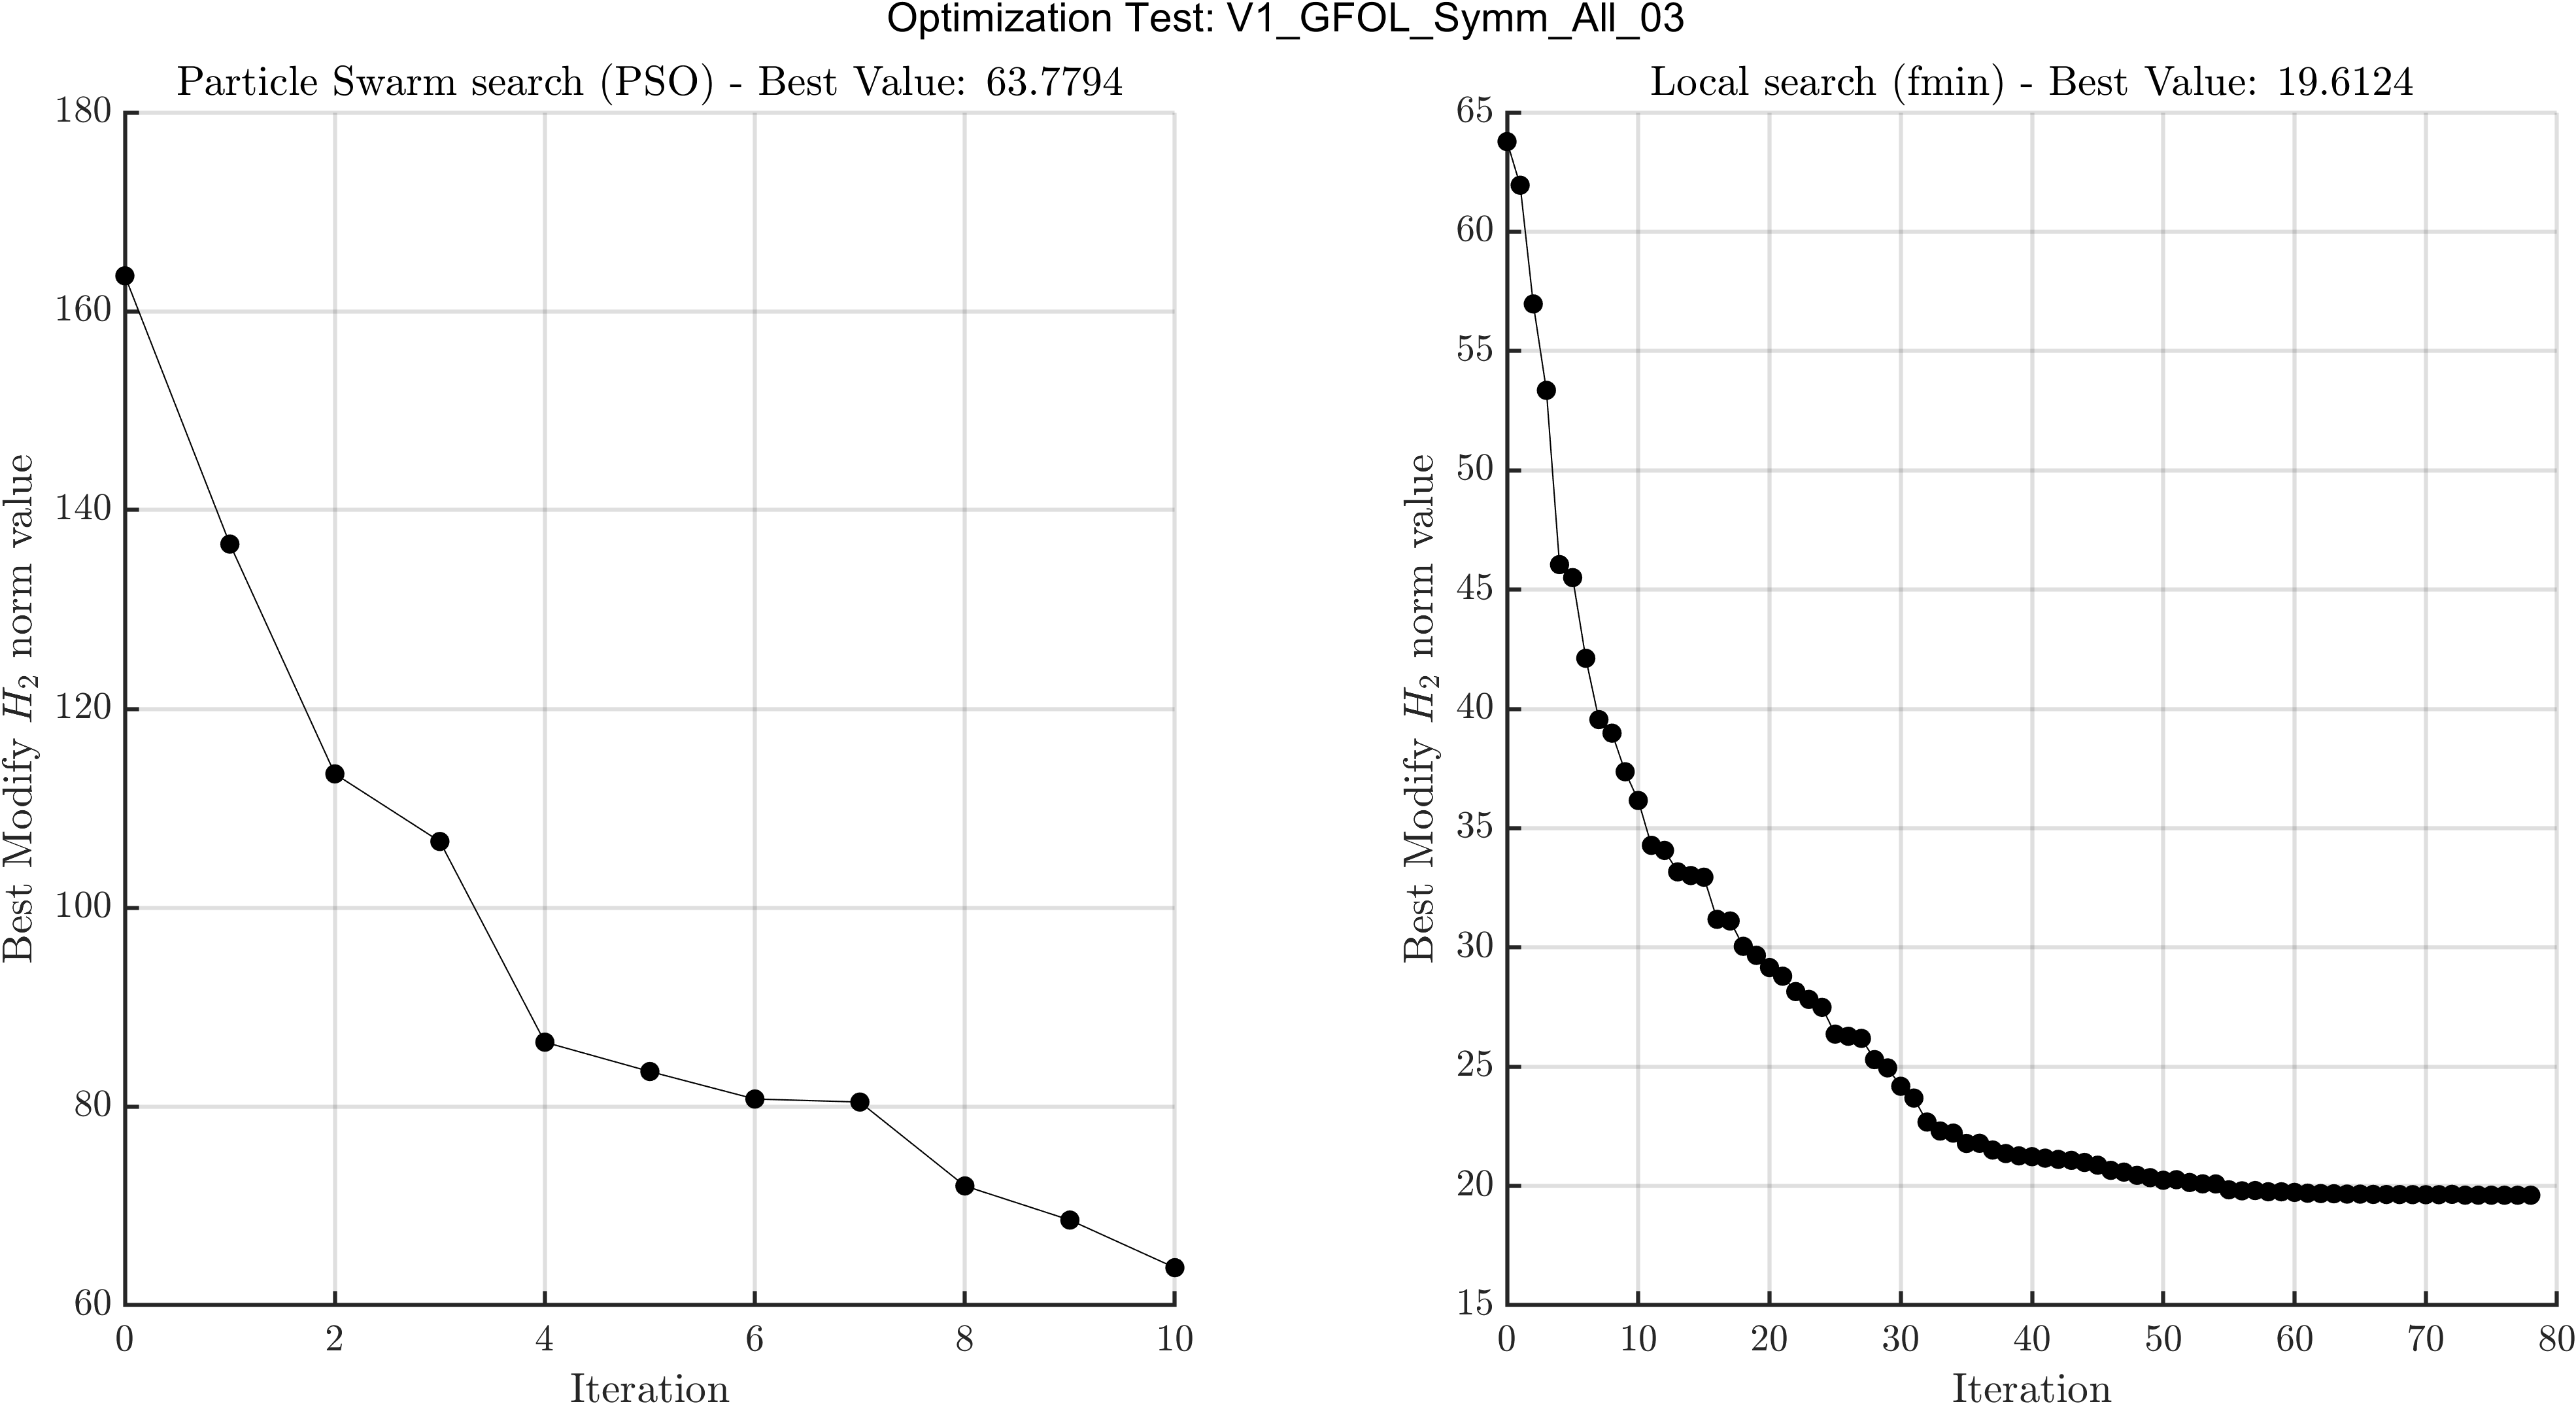 Optimization Test: V1_GFOL_Symm_All_03
Particle Swarm search (PSO) - Best Value: 63.7794
180
160
140
120
100
80
60
Best Modify H2 norm value
0 2 4 6 8 10
Iteration
Local search (fmin) - Best Value: 19.6124
65
60
55
50
45
40
35
30
25
20
15
Best Modify H2 norm value
0 10 20 30 40 50 60 70 80
Iteration